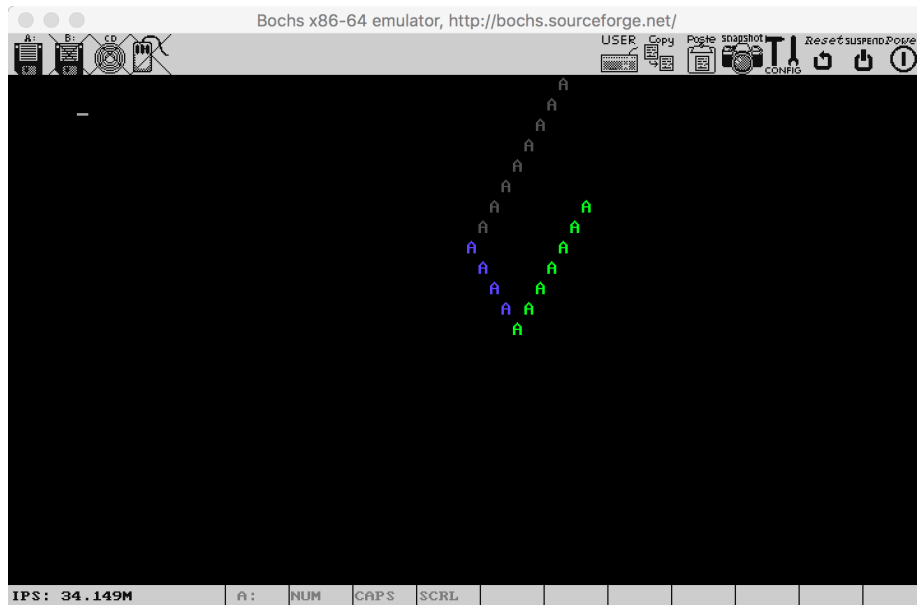 Bochs x86-64 emulator, http://bochs.sourceforge.net/
A: B: CD USER Copy Paste snapshot CONFIG Reset SUSPEND Power
A
A
A
A
A
A
A A
A A
A A
A A
A A
A A
A
IPS: 34.149M A: NUM CAPS SCRL